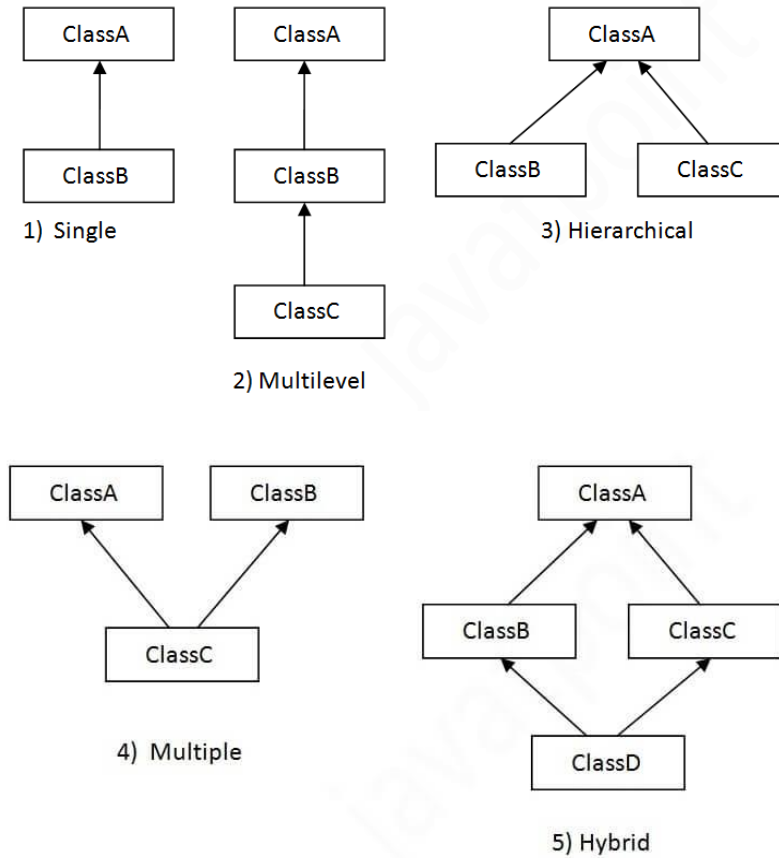 ClassA
ClassB
1) Single
ClassA
ClassB
ClassC
2) Multilevel
ClassA
ClassB
ClassC
3) Hierarchical
ClassA
ClassB
ClassC
4) Multiple
ClassA
ClassB
ClassC
ClassD
5) Hybrid